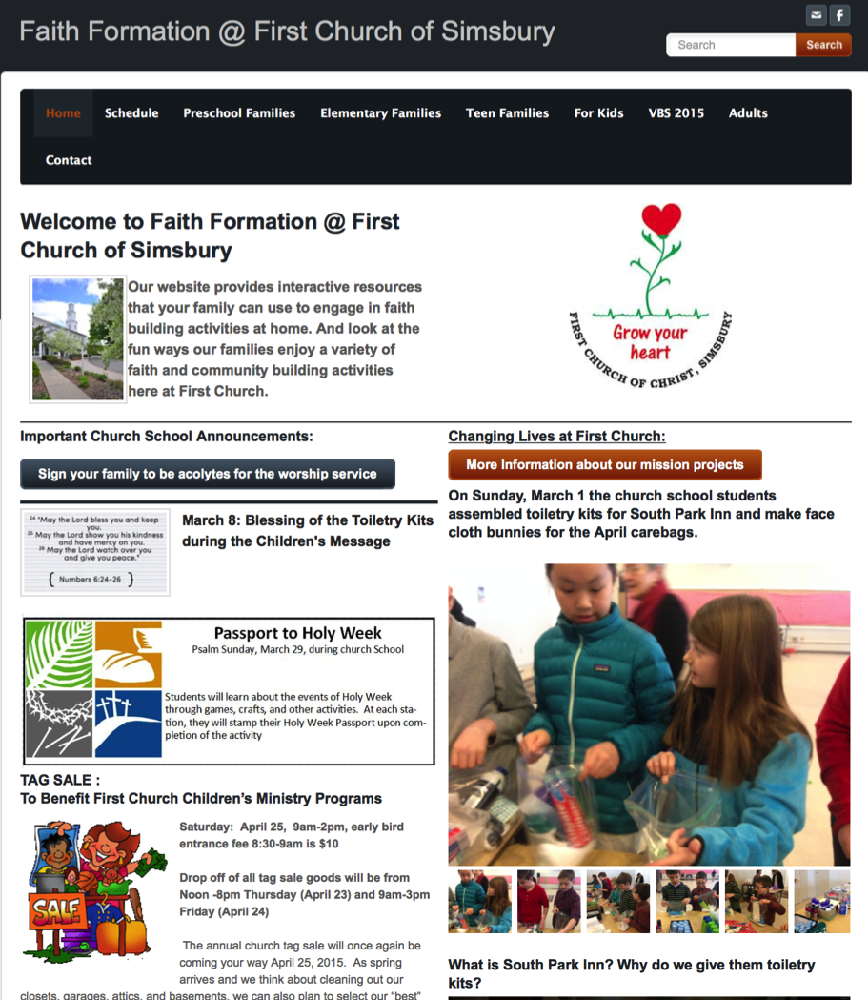 Faith Formation @ First Church of Simsbury
Search
Search
Home
Schedule
Preschool Families
Elementary Families
Teen Families
For Kids
VBS 2015
Adults
Contact
Welcome to Faith Formation @ First
Church of Simsbury
Our website provides interactive resources
that your family can use to engage in faith
building activities at home. And look at the
fun ways our families enjoy a variety of
faith and community building activities
here at First Church.
Grow your
heart
FIRST CHURCH OF CHRIST, SIMSBURY
Important Church School Announcements:
Sign your family to be acolytes for the worship service
24 "May the Lord bless you and keep
you.
25 May the Lord show you his kindness
and have mercy on you.
26 May the Lord watch over you
and give you peace."
{ Numbers 6:24-26 }
March 8: Blessing of the Toiletry Kits
during the Children's Message
Passport to Holy Week
Psalm Sunday, March 29, during church School
Students will learn about the events of Holy Week
through games, crafts, and other activities. At each sta-
tion, they will stamp their Holy Week Passport upon com-
pletion of the activity
TAG SALE :
To Benefit First Church Children's Ministry Programs
SALE
Saturday: April 25, 9am-2pm, early bird
entrance fee 8:30-9am is $10
Drop off of all tag sale goods will be from
Noon -8pm Thursday (April 23) and 9am-3pm
Friday (April 24)
The annual church tag sale will once again be
coming your way April 25, 2015. As spring
arrives and we think about cleaning out our
closets, garages, attics, and basements, we can also plan to select our "best"
Changing Lives at First Church:
More Information about our mission projects
On Sunday, March 1 the church school students
assembled toiletry kits for South Park Inn and make face
cloth bunnies for the April carebags.
What is South Park Inn? Why do we give them toiletry
kits?